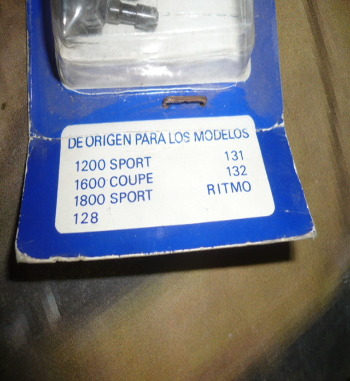 DE ORIGEN PARA LOS MODELOS
1200 SPORT 131
1600 COUPE 132
1800 SPORT RITMO
128